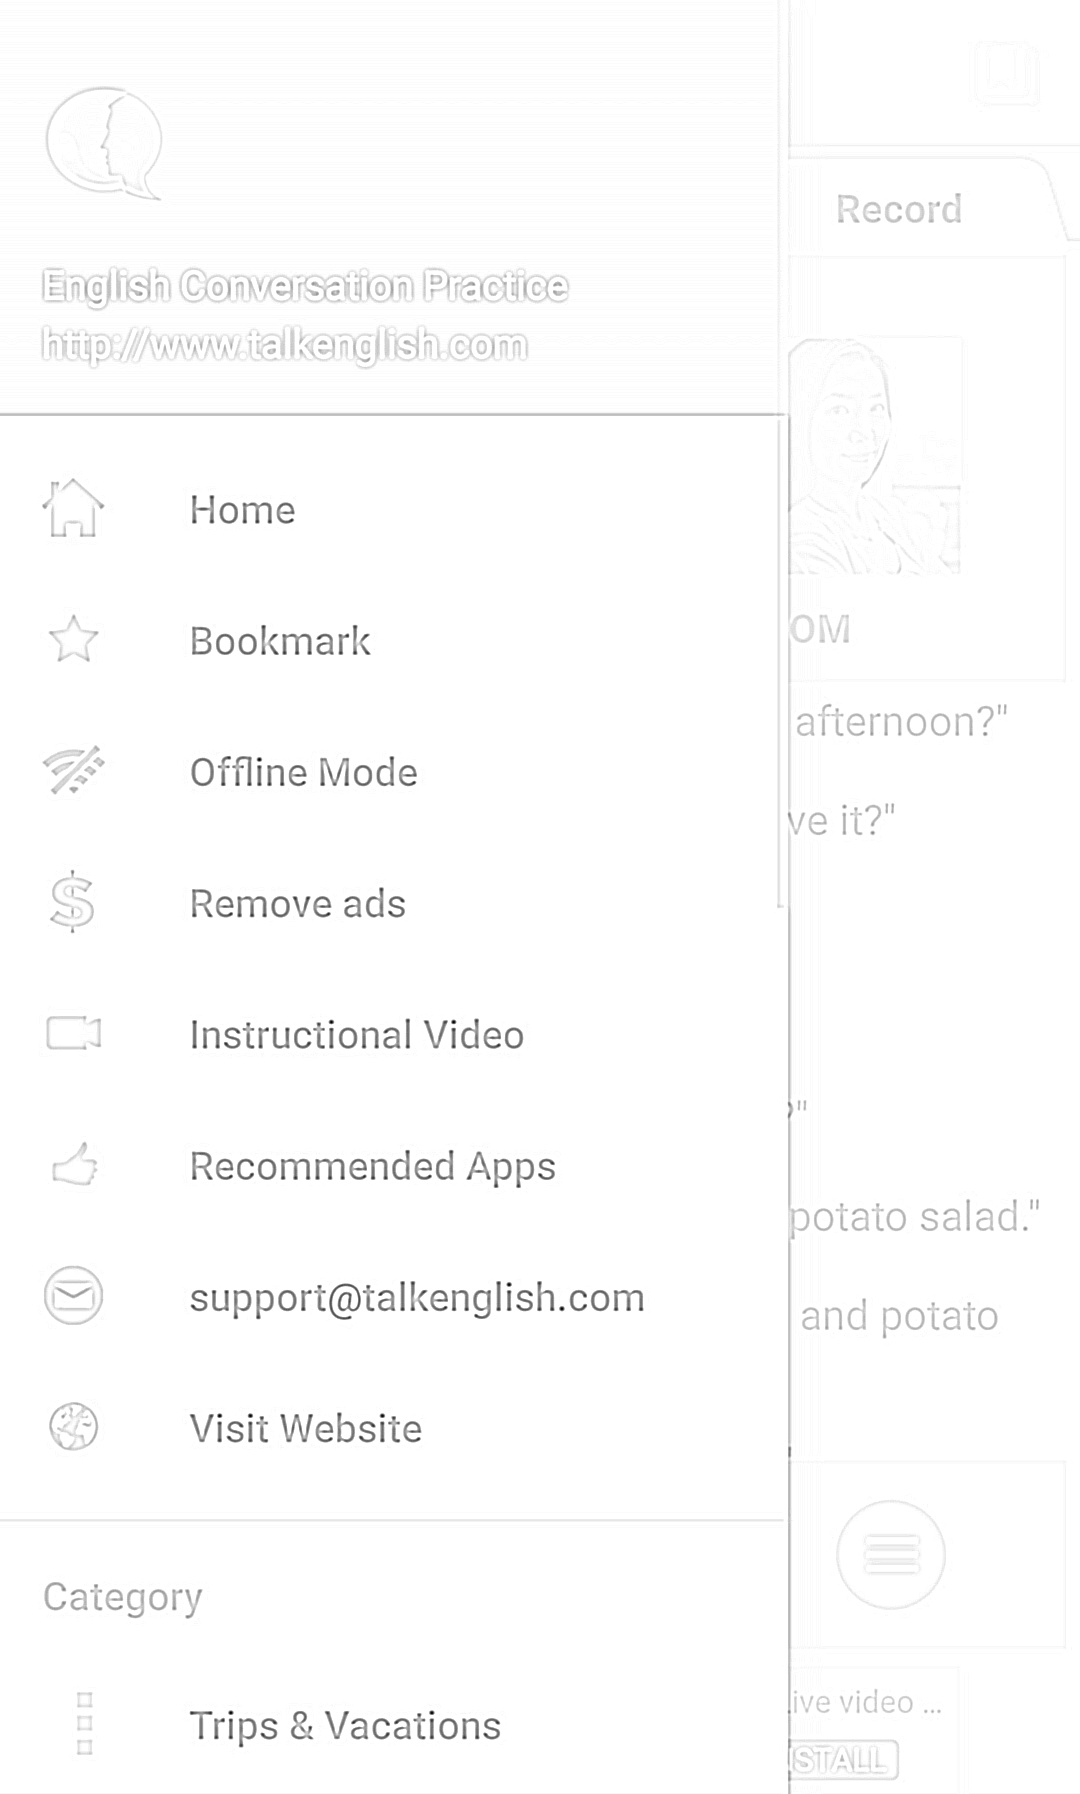 English Conversation Practice
http://www.talkenglish.com
Home
Bookmark
Offline Mode
Remove ads
Instructional Video
Recommended Apps
support@talkenglish.com
Visit Website
Category
Trips & Vacations
Record
OM
afternoon?"
ve it?"
?"
potato salad."
and potato
ive video ...
STALL